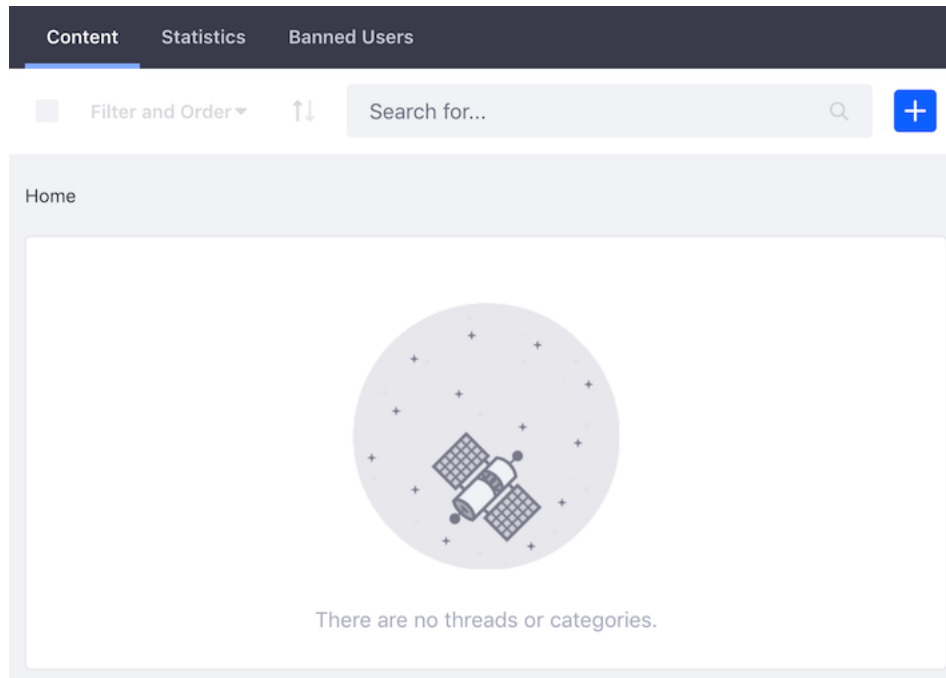 Content Statistics Banned Users
Filter and Order Search for...
Home
There are no threads or categories.